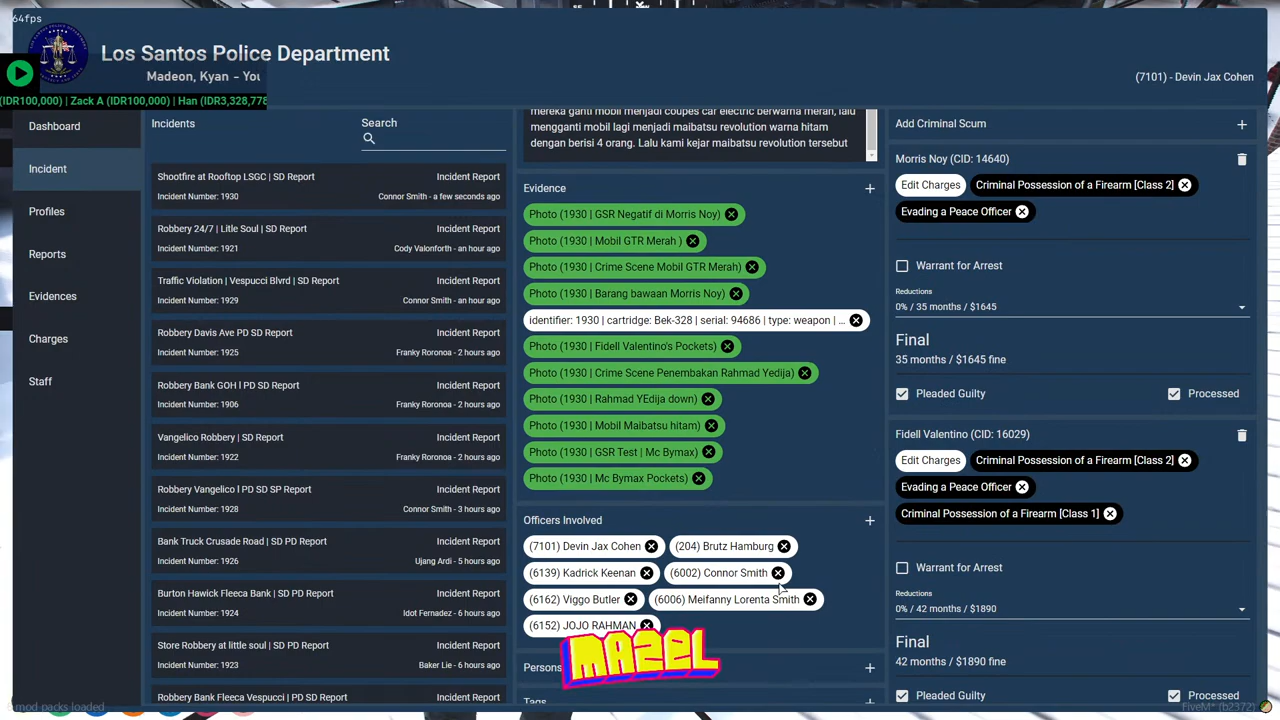 64fps
Los Santos Police Department
Madeon, Kyan - You
(IDR100,000) | Zack A (IDR100,000) | Han (IDR3,328,778
(7101) - Devin Jax Cohen
Dashboard
Incident
Profiles
Reports
Evidences
Charges
Staff
Incidents
Search
Shootfire at Rooftop LSGC | SD Report
Incident Report
Incident Number: 1930
Connor Smith - a few seconds ago
Robbery 24/7 | Litle Soul | SD Report
Incident Report
Incident Number: 1921
Cody Valonforth - an hour ago
Traffic Violation | Vespucci Blvrd | SD Report
Incident Report
Incident Number: 1929
Connor Smith - an hour ago
Robbery Davis Ave PD SD Report
Incident Report
Incident Number: 1925
Franky Roronoa - 2 hours ago
Robbery Bank GOH l PD SD Report
Incident Report
Incident Number: 1906
Franky Roronoa - 2 hours ago
Vangelico Robbery | SD Report
Incident Report
Incident Number: 1922
Franky Roronoa - 2 hours ago
Robbery Vangelico l PD SD SP Report
Incident Report
Incident Number: 1928
Connor Smith - 3 hours ago
Bank Truck Crusade Road | SD PD Report
Incident Report
Incident Number: 1926
Ujang Ardi - 5 hours ago
Burton Hawick Fleeca Bank | SD PD Report
Incident Report
Incident Number: 1924
Idot Fernadez - 6 hours ago
Store Robbery at little soul | SD PD Report
Incident Report
Incident Number: 1923
Baker Lie - 6 hours ago
Robbery Bank Fleeca Vespucci | PD SD Report
Incident Report
mereka ganti mobil menjadi coupes car electric berwarna merah, lalu
mengganti mobil lagi menjadi maibatsu revolution warna hitam
dengan berisi 4 orang. Lalu kami kejar maibatsu revolution tersebut
Evidence
Photo (1930 | GSR Negatif di Morris Noy)
Photo (1930 | Mobil GTR Merah )
Photo (1930 | Crime Scene Mobil GTR Merah)
Photo (1930 | Barang bawaan Morris Noy)
identifier: 1930 | cartridge: Bek-328 | serial: 94686 | type: weapon | ...
Photo (1930 | Fidell Valentino's Pockets)
Photo (1930 | Crime Scene Penembakan Rahmad Yedija)
Photo (1930 | Rahmad YEdija down)
Photo (1930 | Mobil Maibatsu hitam)
Photo (1930 | GSR Test | Mc Bymax)
Photo (1930 | Mc Bymax Pockets)
Officers Involved
(7101) Devin Jax Cohen
(204) Brutz Hamburg
(6139) Kadrick Keenan
(6002) Connor Smith
(6162) Viggo Butler
(6006) Meifanny Lorenta Smith
(6152) JOJO RAHMAN
MAZEL
Persons
Tags
Add Criminal Scum
Morris Noy (CID: 14640)
Edit Charges
Criminal Possession of a Firearm [Class 2]
Evading a Peace Officer
Warrant for Arrest
Reductions
0% / 35 months / $1645
Final
35 months / $1645 fine
Pleaded Guilty
Processed
Fidell Valentino (CID: 16029)
Edit Charges
Criminal Possession of a Firearm [Class 2]
Evading a Peace Officer
Criminal Possession of a Firearm [Class 1]
Warrant for Arrest
Reductions
0% / 42 months / $1890
Final
42 months / $1890 fine
Pleaded Guilty
Processed
mod packs loaded
FiveM* (b2372)